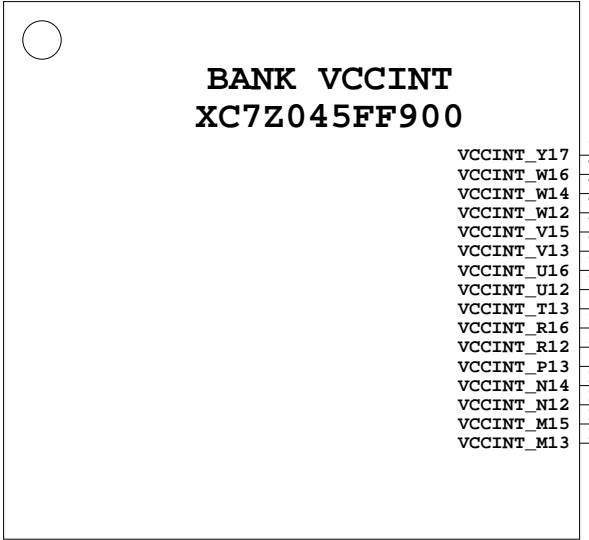 BANK VCCINT
XC7Z045FF900
VCCINT_Y17
VCCINT_W16
VCCINT_W14
VCCINT_W12
VCCINT_V15
VCCINT_V13
VCCINT_U16
VCCINT_U12
VCCINT_T13
VCCINT_R16
VCCINT_R12
VCCINT_P13
VCCINT_N14
VCCINT_N12
VCCINT_M15
VCCINT_M13